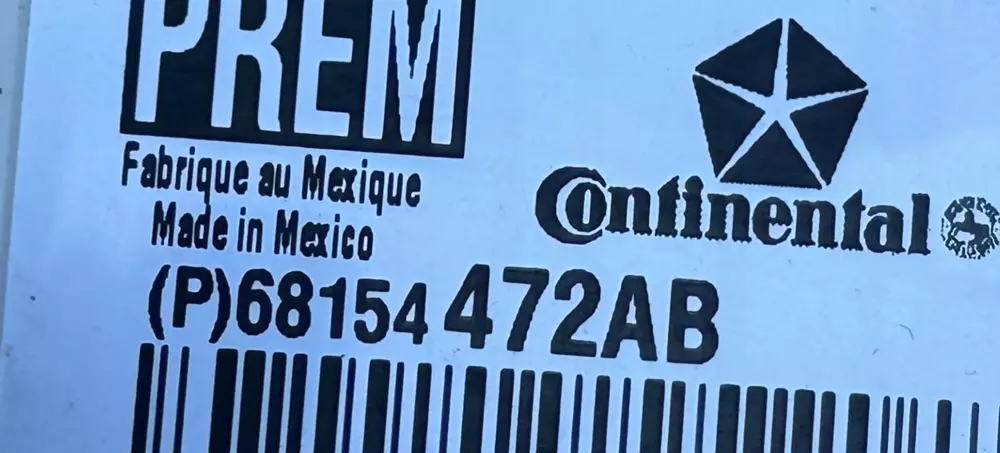 PREM
Fabrique au Mexique
Made in Mexico
Continental
(P)68154472AB